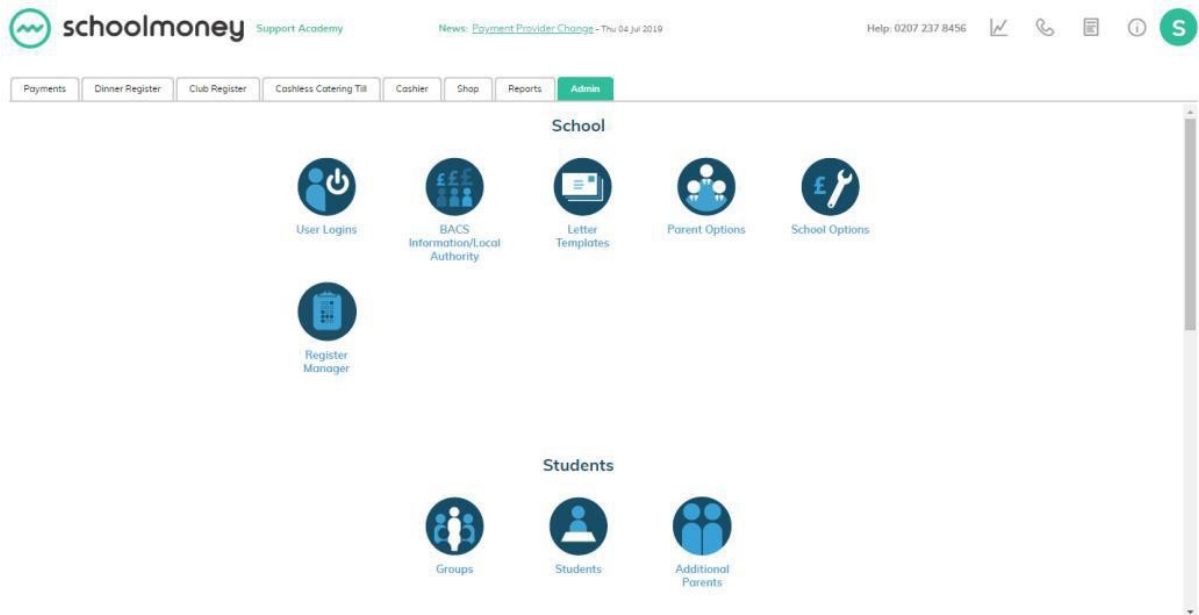 schoolmoney Support Academy News: Payment Provider Change - Thu 04 Jul 2019 Help: 0207 237 8456 S
Payments Dinner Register Club Register Cashless Catering Till Cashier Shop Reports Admin
School
£ £ £
£
User Logins
BACS
Information/Local
Authority
Letter
Templates
Parent Options
School Options
Register
Manager
Students
Groups
Students
Additional
Parents